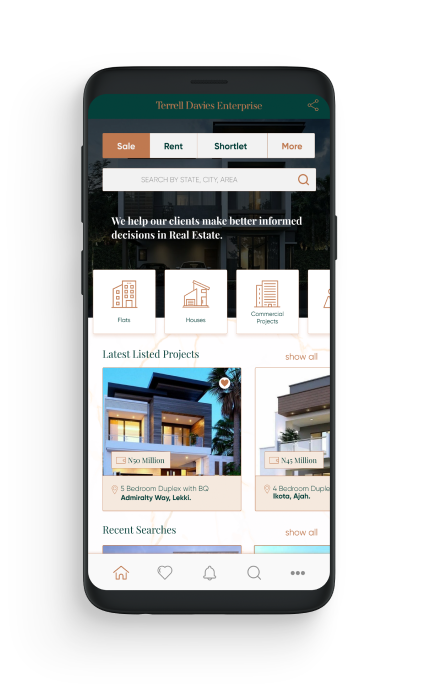 Terrell Davies Enterprise
Sale Rent Shortlet More
SEARCH BY STATE, CITY, AREA
We help our clients make better informed
decisions in Real Estate.
Flats
Houses
Commercial
Projects
Latest Listed Projects
show all
N50 Million
5 Bedroom Duplex with BQ
Admiralty Way, Lekki.
N45 Million
4 Bedroom Duple
Ikota, Ajah.
Recent Searches
show all